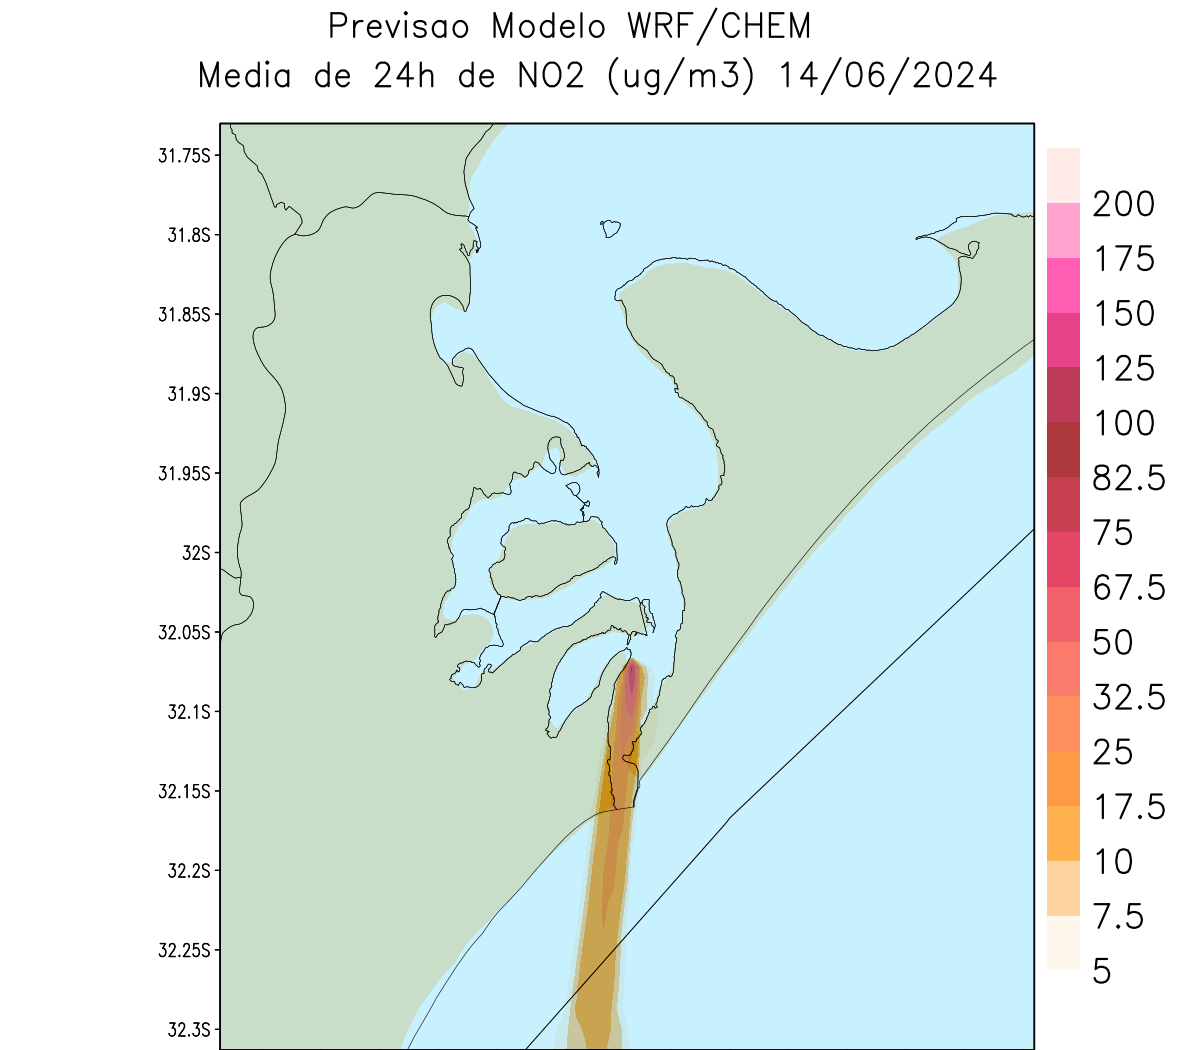 Previsao Modelo WRF/CHEM
Media de 24h de NO2 (ug/m3) 14/06/2024
31.75S
31.8S
31.85S
31.9S
31.95S
32S
32.05S
32.1S
32.15S
32.2S
32.25S
32.3S
200
175
150
125
100
82.5
75
67.5
50
32.5
25
17.5
10
7.5
5